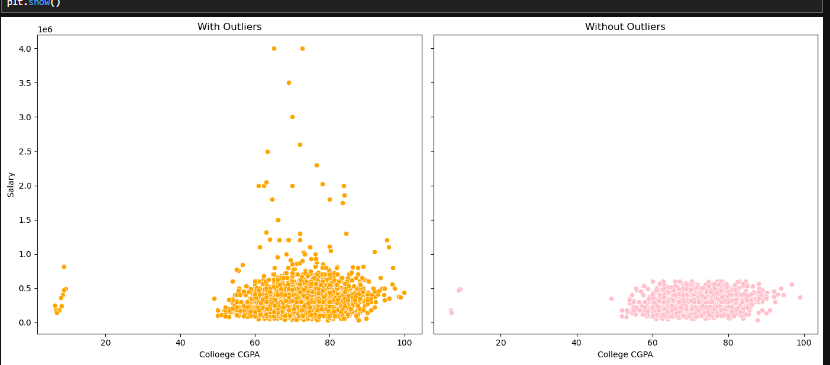 plt.show()
With Outliers
Without Outliers
1e6
4.0
3.5
3.0
2.5
2.0
1.5
1.0
0.5
0.0
Salary
20 40 60 80 100
20 40 60 80 100
Colloege CGPA
College CGPA